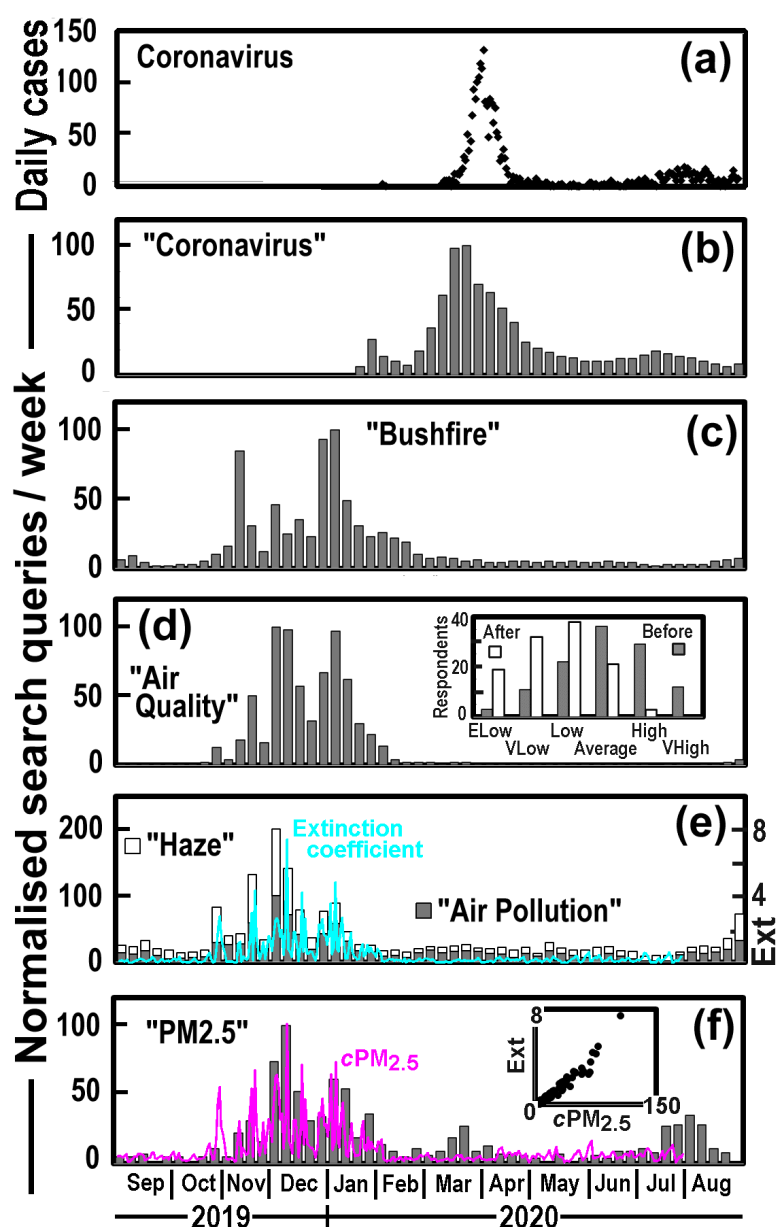 Daily cases
150
100
50
0
Coronavirus
(a)
Normalised search queries / week
100
50
0
"Coronavirus"
(b)
100
50
0
"Bushfire"
(c)
100
50
0
(d)
"Air
Quality"
Respondents
40
20
0
After
Before
ELow
VLow
Low
Average
High
VHigh
200
100
0
"Haze"
Extinction
coefficient
"Air Pollution"
(e)
8
4
0
Ext
100
50
0
"PM2.5"
cPM2.5
(f)
8
Ext
0
cPM2.5
150
Sep Oct Nov Dec Jan Feb Mar Apr May Jun Jul Aug
2019 2020